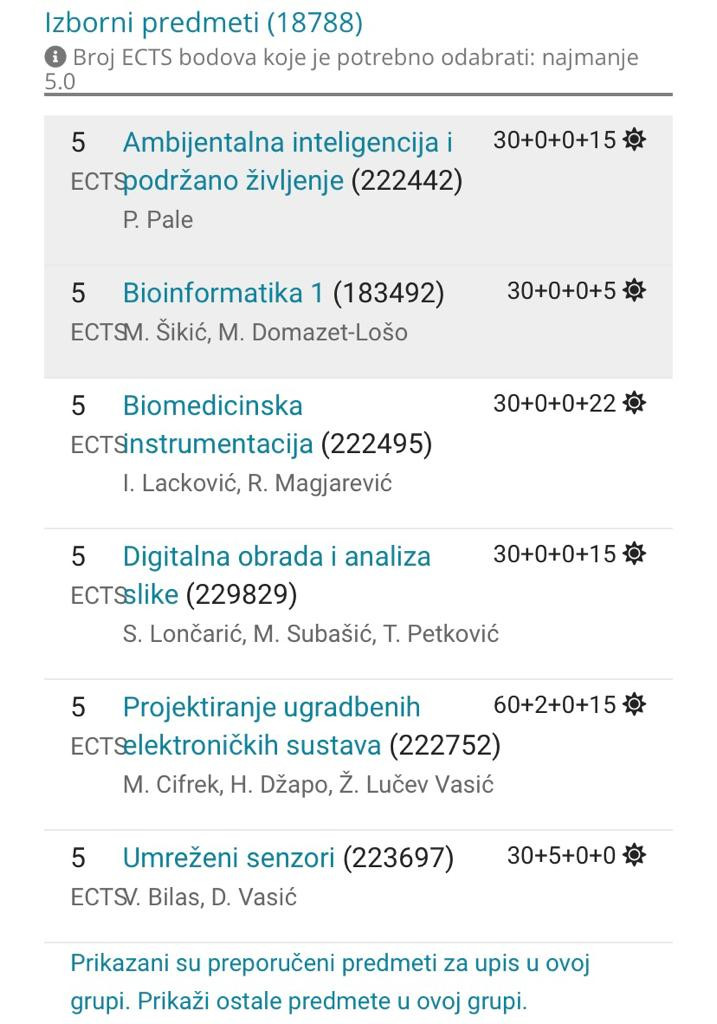 Izborni predmeti (18788)
Broj ECTS bodova koje je potrebno odabrati: najmanje
5.0
5 Ambijentalna inteligencija i 30+0+0+15
ECTS podržano življenje (222442)
P. Pale
5 Bioinformatika 1 (183492) 30+0+0+5
ECTS M. Šikić, M. Domazet-Lošo
5 Biomedicinska 30+0+0+22
ECTS instrumentacija (222495)
I. Lacković, R. Magjarević
5 Digitalna obrada i analiza 30+0+0+15
ECTS slike (229829)
S. Lončarić, M. Subašić, T. Petković
5 Projektiranje ugradbenih 60+2+0+15
ECTS elektroničkih sustava (222752)
M. Cifrek, H. Džapo, Ž. Lučev Vasić
5 Umreženi senzori (223697) 30+5+0+0
ECTS V. Bilas, D. Vasić
Prikazani su preporučeni predmeti za upis u ovoj
grupi. Prikaži ostale predmete u ovoj grupi.